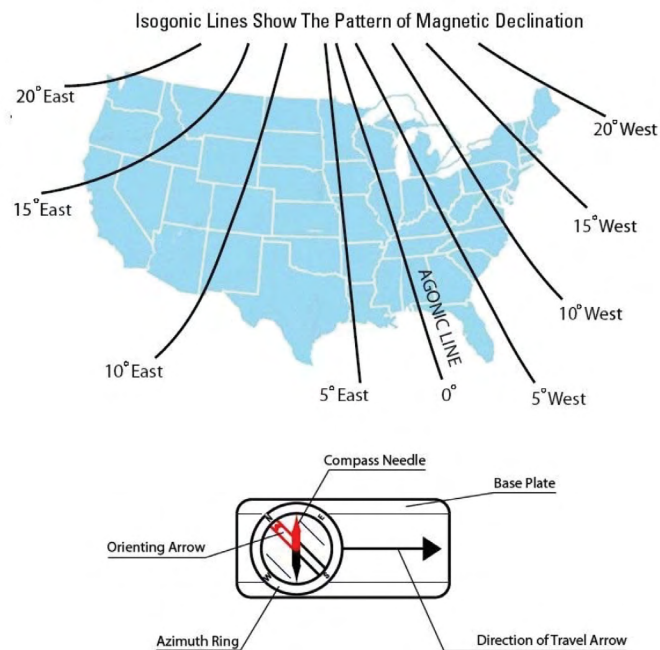 Isogonic Lines Show The Pattern of Magnetic Declination
20°East
20°West
15°East
15°West
AGONIC LINE
10°West
10°East
5°East
0°
5°West
Compass Needle
Base Plate
N
E
Orienting Arrow
W
S
Azimuth Ring
Direction of Travel Arrow